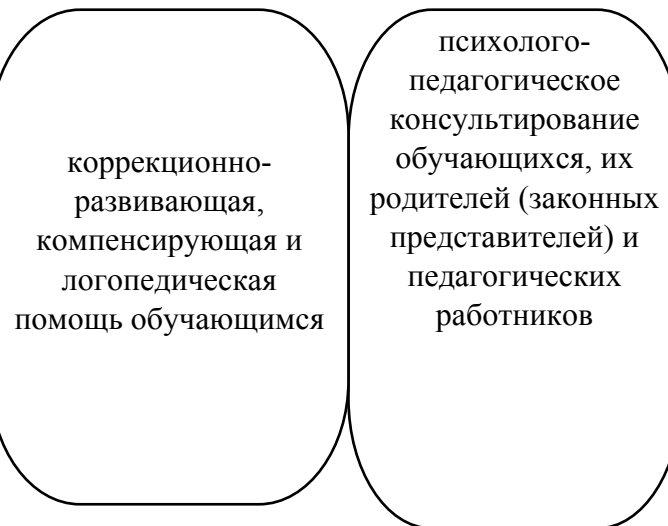 коррекционно-
развивающая,
компенсирующая и
логопедическая
помощь обучающимся
психолого-
педагогическое
консультирование
обучающихся, их
родителей (законных
представителей) и
педагогических
работников